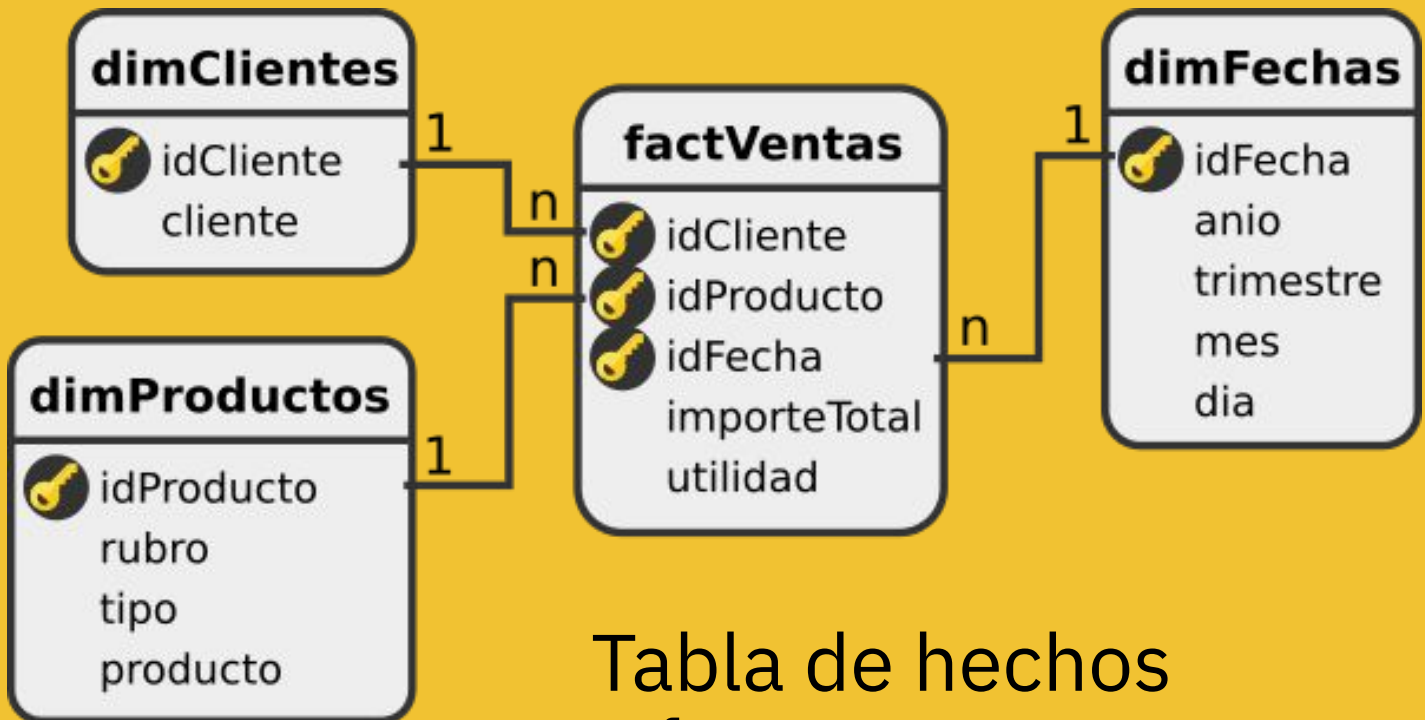 dimClientes
1
idCliente
cliente
n
factVentas
idCliente
n
idProducto
idFecha
n
importeTotal
utilidad
dimFechas
1
idFecha
anio
trimestre
mes
dia
dimProductos
1
idProducto
rubro
tipo
producto
Tabla de hechos